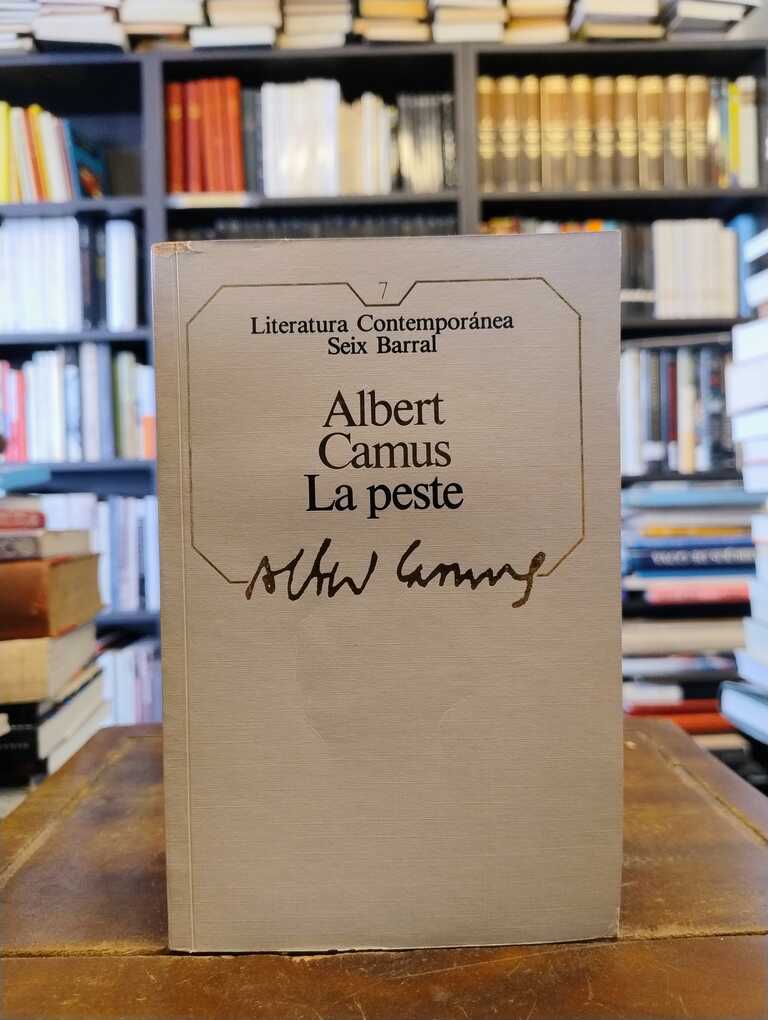 7
Literatura Contemporánea
Seix Barral
Albert
Camus
La peste
Albert Camus